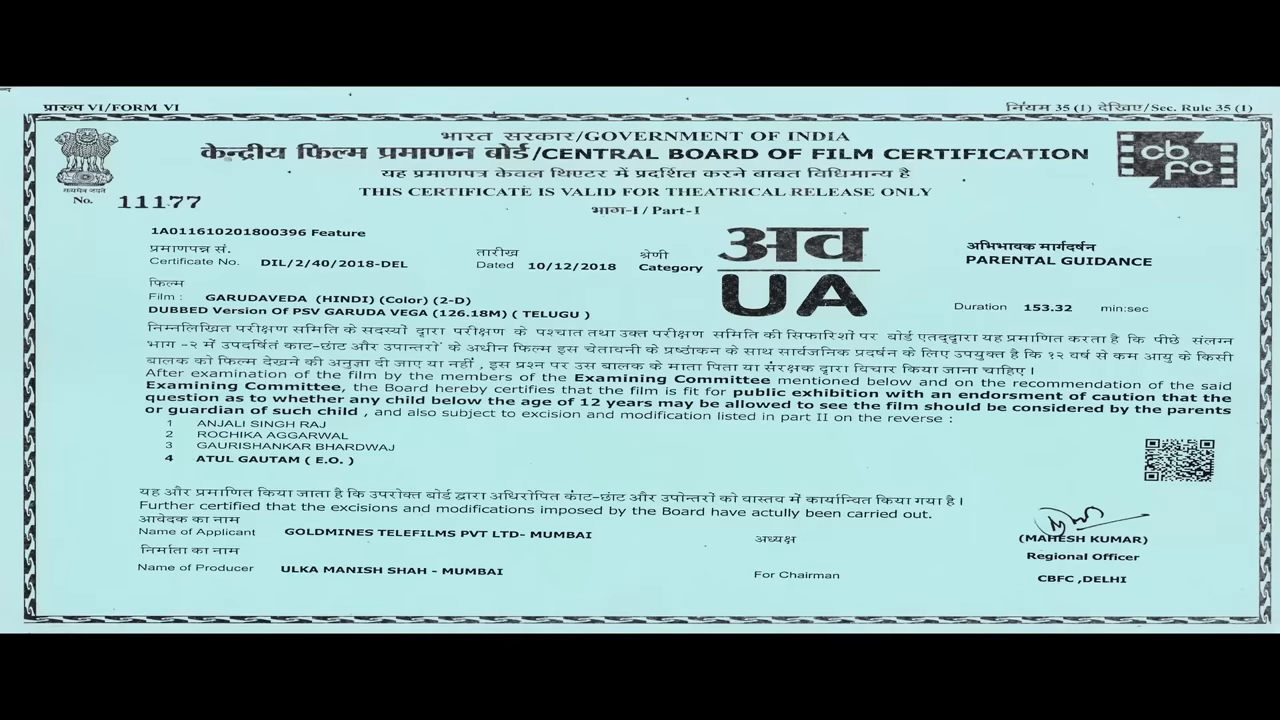 प्रारूप VI/FORM VI
नियम 35 (1) देखिए/Sec. Rule 35 (1)
भारत सरकार/GOVERNMENT OF INDIA
केन्द्रीय फिल्म प्रमाणन बोर्ड/CENTRAL BOARD OF FILM CERTIFICATION
cbfc
यह प्रमाणपत्र केवल थिएटर में प्रदर्शित करने बाबत विधिमान्य है
सत्यमेव जयते
THIS CERTIFICATE IS VALID FOR THEATRICAL RELEASE ONLY
No. 11177
भाग-I / Part-I
1A011610201800396 Feature
प्रमाणपत्र सं.
Certificate No. DIL/2/40/2018-DEL
तारीख
Dated 10/12/2018
श्रेणी
Category
अव
UA
अभिभावक मार्गदर्शन
PARENTAL GUIDANCE
फिल्म
Film : GARUDAVEDA (HINDI) (Color) (2-D)
Duration 153.32 min:sec
DUBBED Version Of PSV GARUDA VEGA (126.18M) ( TELUGU )
निम्नलिखित परीक्षण समिति के सदस्यों द्वारा परीक्षण के पश्चात तथा उक्त परीक्षण समिति की सिफारिशों पर बोर्ड एतद्द्वारा यह प्रमाणित करता है कि पीछे संलग्न
भाग -२ में उपदर्षित काट-छांट और उपान्तरों के अधीन फिल्म इस चेतावनी के प्रष्ठांकन के साथ सार्वजनिक प्रदर्षन के लिए उपयुक्त है कि १२ वर्ष से कम आयु के किसी
बालक को फिल्म देखने की अनुज्ञा दी जाए या नहीं , इस प्रश्न पर उस बालक के माता पिता या संरक्षक द्वारा विचार किया जाना चाहिए ।
After examination of the film by the members of the Examining Committee mentioned below and on the recommendation of the said
Examining Committee, the Board hereby certifies that the film is fit for public exhibition with an endorsment of caution that the
question as to whether any child below the age of 12 years may be allowed to see the film should be considered by the parents
or guardian of such child , and also subject to excision and modification listed in part II on the reverse :
1 ANJALI SINGH RAJ
2 ROCHIKA AGGARWAL
3 GAURISHANKAR BHARDWAJ
4 ATUL GAUTAM ( E.O. )
यह और प्रमाणित किया जाता है कि उपरोक्त बोर्ड द्वारा अधिरोपित काट-छांट और उपोन्तरों को वास्तव में कार्यान्वित किया गया है ।
Further certified that the excisions and modifications imposed by the Board have actully been carried out.
आवेदक का नाम
Name of Applicant GOLDMINES TELEFILMS PVT LTD- MUMBAI
अध्यक्ष
(MAHESH KUMAR)
निर्माता का नाम
Regional Officer
Name of Producer ULKA MANISH SHAH - MUMBAI
For Chairman
CBFC ,DELHI